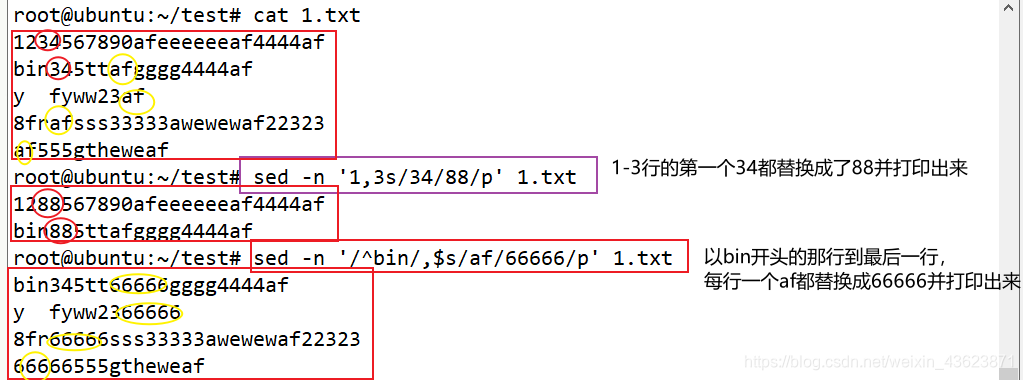 root@ubuntu:~/test# cat 1.txt
1234567890afeeeeeeaf4444af
bin345ttafgggg4444af
y  fyww23af
8fnafsss33333awewewaf22323
af555gtheweaf
root@ubuntu:~/test# sed -n '1,3s/34/88/p' 1.txt
1-3行的第一个34都替换成了88并打印出来
1288567890afeeeeeeaf4444af
bin885ttafgggg4444af
root@ubuntu:~/test# sed -n '/^bin/,$s/af/66666/p' 1.txt
以bin开头的那行到最后一行，
每行一个af都替换成66666并打印出来
bin345tt66666gggg4444af
y  fyww2366666
8fn66666sss33333awewewaf22323
66666555gtheweaf
https://blog.csdn.net/weixin_43623871